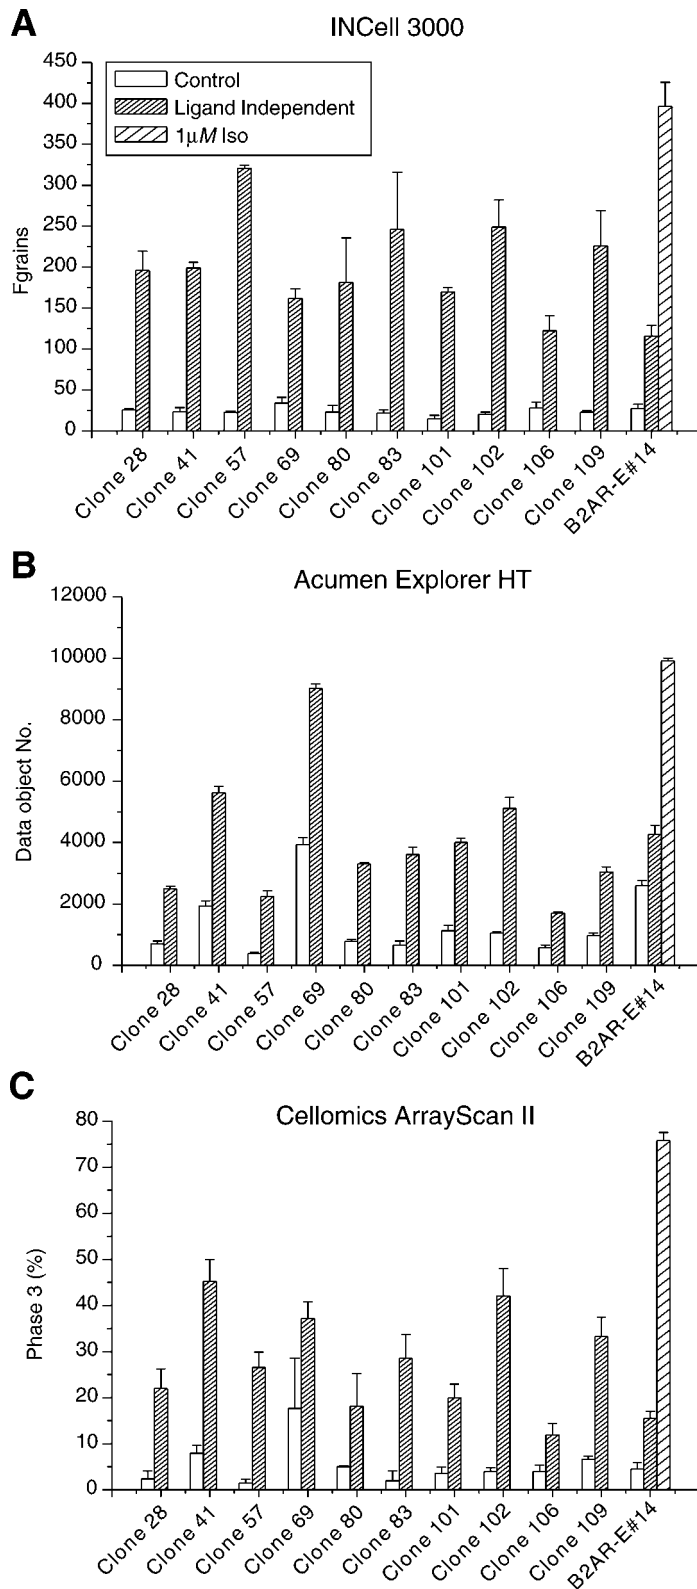 A
INCell 3000
450
400
350
300
250
200
150
100
50
0
Fgrains
Control
Ligand Independent
1μM Iso
Clone 28
Clone 41
Clone 57
Clone 69
Clone 80
Clone 83
Clone 101
Clone 102
Clone 106
Clone 109
B2AR-E#14
B
Acumen Explorer HT
12000
10000
8000
6000
4000
2000
0
Data object No.
Clone 28
Clone 41
Clone 57
Clone 69
Clone 80
Clone 83
Clone 101
Clone 102
Clone 106
Clone 109
B2AR-E#14
C
Cellomics ArrayScan II
80
70
60
50
40
30
20
10
0
Phase 3 (%)
Clone 28
Clone 41
Clone 57
Clone 69
Clone 80
Clone 83
Clone 101
Clone 102
Clone 106
Clone 109
B2AR-E#14